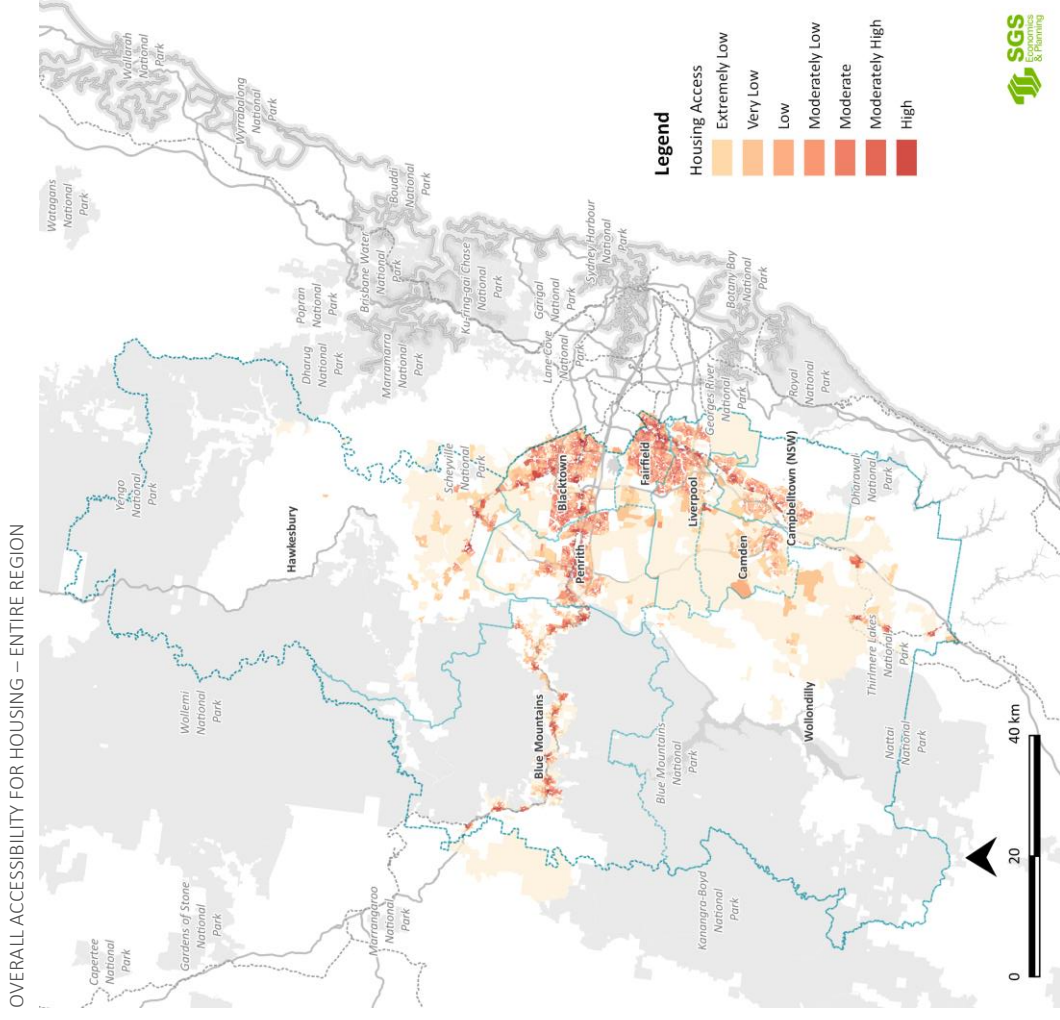 OVERALL ACCESSIBILITY FOR HOUSING – ENTIRE REGION
Capertee
National
Park
Gardens of Stone
National
Park
Marrangaroo
National
Park
Wollemi
National
Park
Yengo
National
Park
Hawkesbury
Watagans
National
Park
Wallarah
National
Park
Wyrrabalong
National
Park
Popran
National
Park
Dharug
National
Park
Brisbane Water
National
Park
Bouddi
National
Park
Marramarra
National
Park
Ku-ring-gai Chase
National
Park
Scheyville
National
Park
Garigal
National
Park
Lane Cove
National
Park
Sydney Harbour
National
Park
Blue Mountains
Penrith
Blacktown
Fairfield
Liverpool
Georges River
National
Park
Botany Bay
National
Park
Royal
National
Park
Blue Mountains
National
Park
Camden
Campbelltown (NSW)
Dharawal
National
Park
Kanangra-Boyd
National
Park
Wollondilly
Thirlmere Lakes
National
Park
Nattai
National
Park
0
20
40 km
Legend
Housing Access
Extremely Low
Very Low
Low
Moderately Low
Moderate
Moderately High
High
SGS
Economics
& Planning